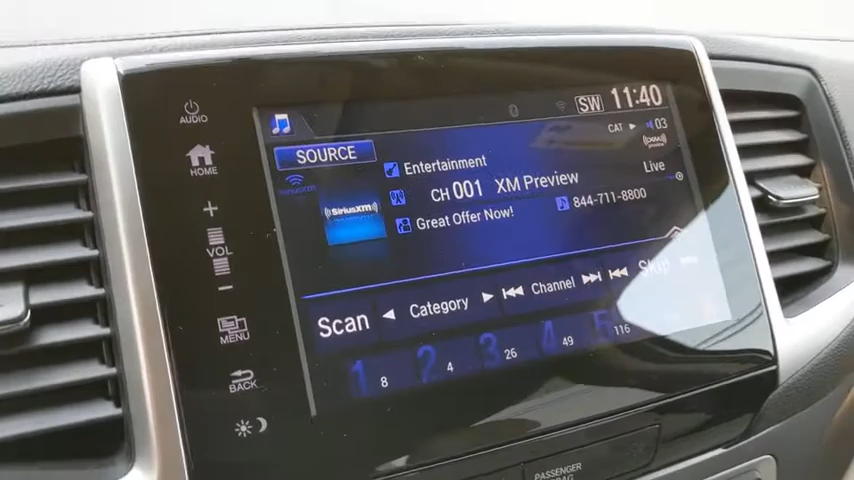 AUDIO
HOME
VOL
MENU
BACK
SW 11:40
CAT 03
SOURCE
SIRIUSXM
SiriusXM
Entertainment
CH 001 XM Preview
Great Offer Now!
844-711-8800
((SiriusXM))
Live
Scan
Category
Channel
Skip
1 8
2 4
3 26
4 49
5 116
PASSENGER